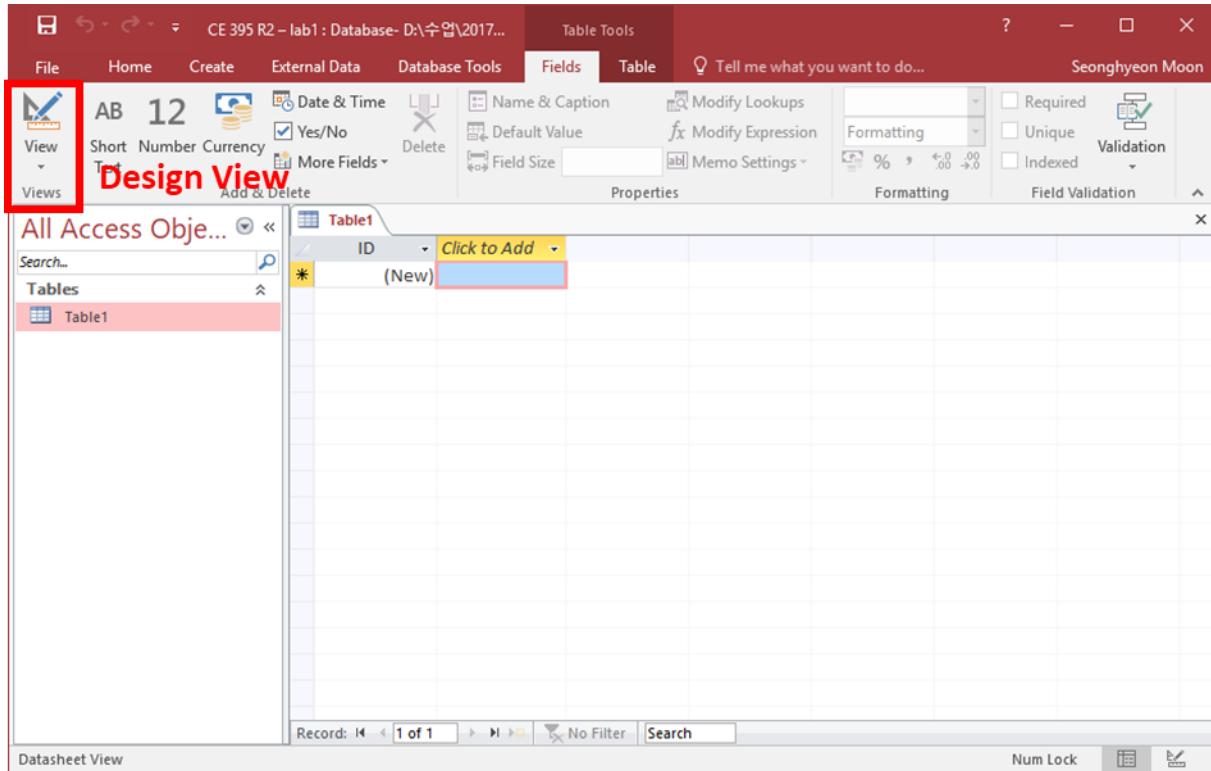 CE 395 R2 – lab1 : Database- D:\수업\2017...
Table Tools
?
File Home Create External Data Database Tools Fields Table Tell me what you want to do... Seonghyeon Moon
AB 12 Date & Time Name & Caption Modify Lookups Required
View Short Number Currency Yes/No Delete Default Value fx Modify Expression Formatting Unique Validation
Text More Fields Field Size ab| Memo Settings % , .00 Indexed
Design View
Views Add & Delete Properties Formatting Field Validation
All Access Obje... «
Table1
ID Click to Add
Search...
(New)
Tables
Table1
Record: 1 of 1 No Filter Search
Datasheet View Num Lock